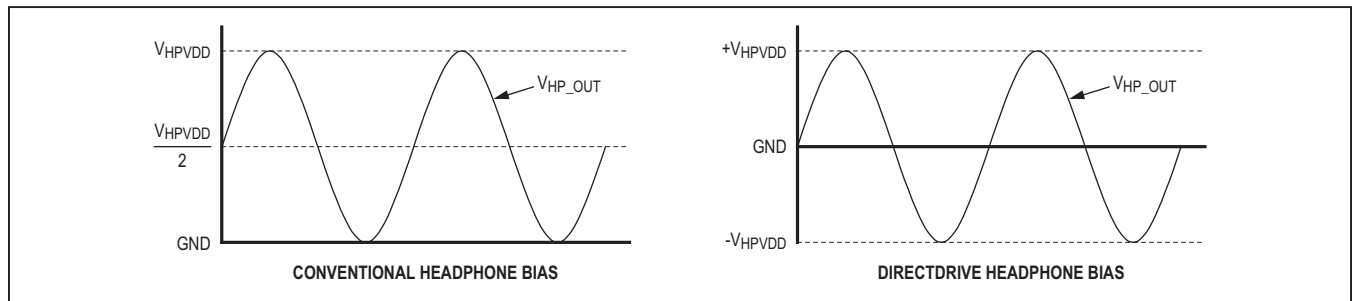 VHPVDD
VHP_OUT
VHPVDD
2
GND
CONVENTIONAL HEADPHONE BIAS
+VHPVDD
VHP_OUT
GND
-VHPVDD
DIRECTDRIVE HEADPHONE BIAS